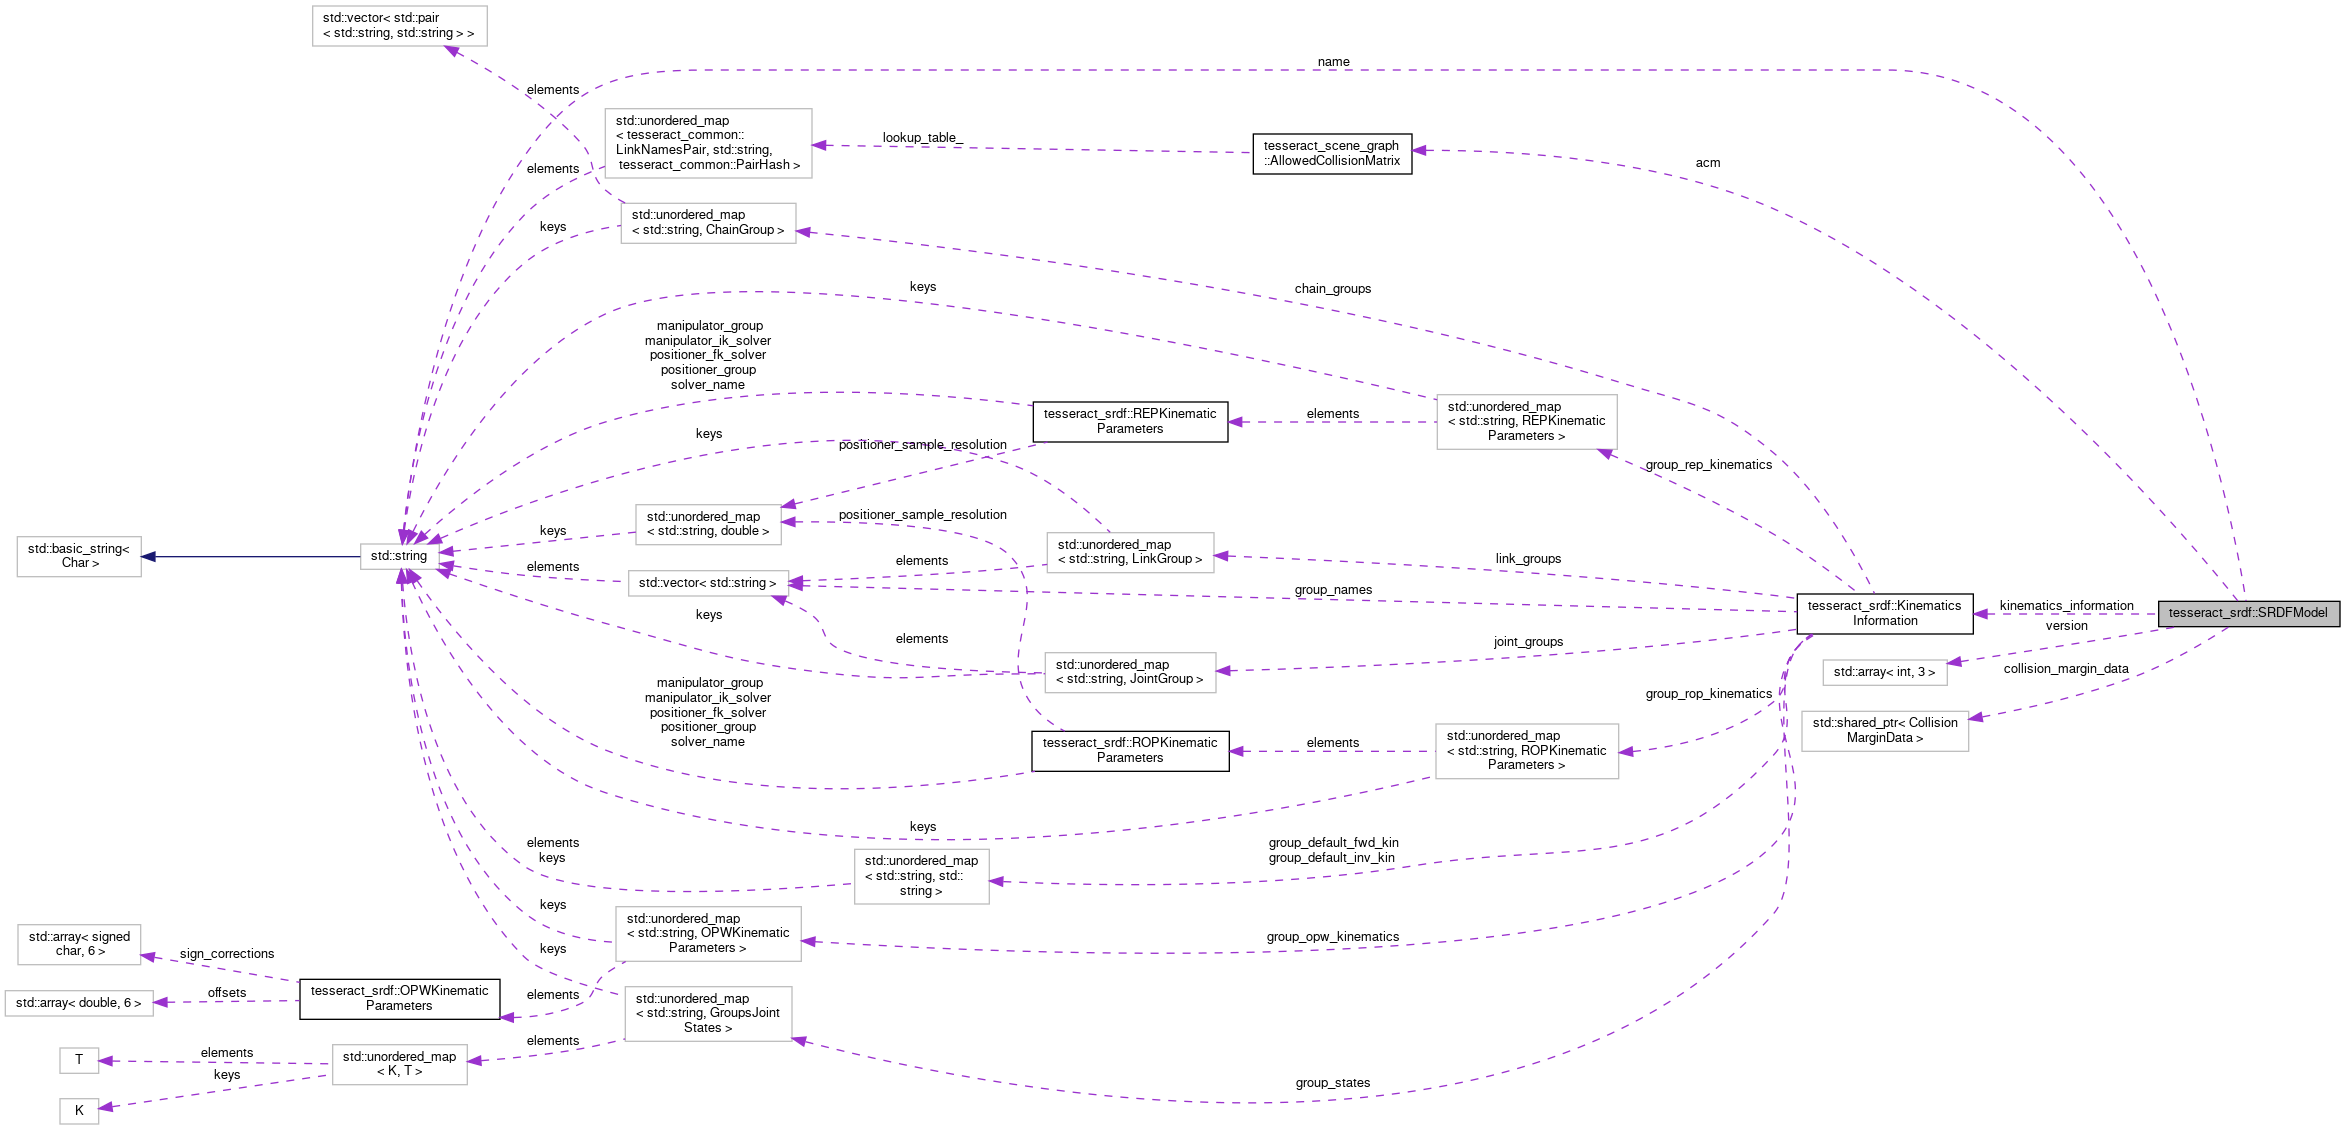 std::vector< std::pair
< std::string, std::string > >
name
elements
std::unordered_map
< tesseract_common::
LinkNamesPair, std::string,
tesseract_common::PairHash >
lookup_table_
tesseract_scene_graph
::AllowedCollisionMatrix
acm
elements
std::unordered_map
< std::string, ChainGroup >
keys
chain_groups
keys
manipulator_group
manipulator_ik_solver
positioner_fk_solver
positioner_group
solver_name
tesseract_srdf::REPKinematic
Parameters
elements
std::unordered_map
< std::string, REPKinematic
Parameters >
keys
positioner_sample_resolution
group_rep_kinematics
std::unordered_map
< std::string, double >
positioner_sample_resolution
keys
std::basic_string<
Char >
std::string
std::unordered_map
< std::string, LinkGroup >
link_groups
elements
elements
std::vector< std::string >
group_names
tesseract_srdf::Kinematics
Information
kinematics_information
tesseract_srdf::SRDFModel
version
keys
elements
joint_groups
std::unordered_map
< std::string, JointGroup >
std::array< int, 3 >
collision_margin_data
manipulator_group
manipulator_ik_solver
positioner_fk_solver
positioner_group
solver_name
group_rop_kinematics
std::shared_ptr< Collision
MarginData >
tesseract_srdf::ROPKinematic
Parameters
elements
std::unordered_map
< std::string, ROPKinematic
Parameters >
keys
elements
keys
std::unordered_map
< std::string, std::
string >
group_default_fwd_kin
group_default_inv_kin
keys
std::unordered_map
< std::string, OPWKinematic
Parameters >
group_opw_kinematics
std::array< signed
char, 6 >
sign_corrections
keys
std::array< double, 6 >
offsets
tesseract_srdf::OPWKinematic
Parameters
elements
std::unordered_map
< std::string, GroupsJoint
States >
elements
T
elements
std::unordered_map
< K, T >
keys
K
group_states